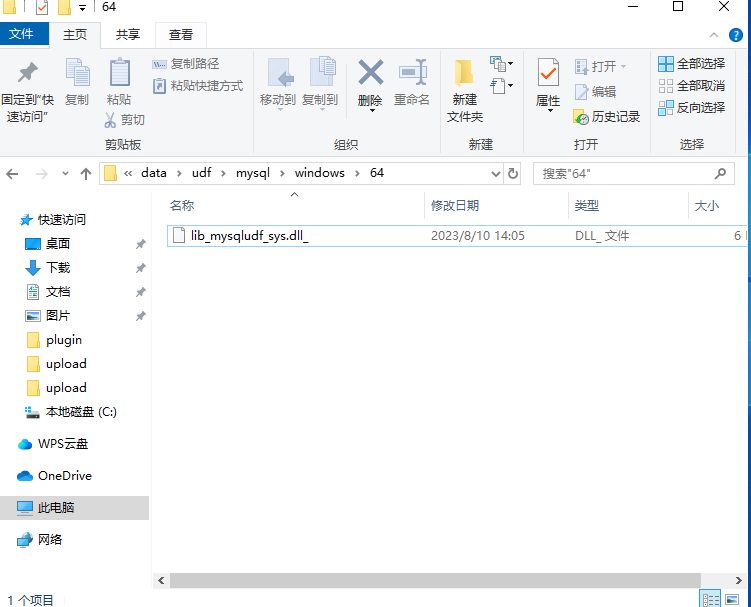 64
文件 主页 共享 查看
固定到“快速访问”
复制
粘贴
复制路径
粘贴快捷方式
剪切
移动到
复制到
删除
重命名
新建文件夹
属性
打开
编辑
历史记录
全部选择
全部取消
反向选择
剪贴板 组织 新建 打开 选择
« data › udf › mysql › windows › 64
搜索"64"
名称 修改日期 类型 大小
lib_mysqludf_sys.dll_ 2023/8/10 14:05 DLL_ 文件 6
快速访问
桌面
下载
文档
图片
plugin
upload
upload
本地磁盘 (C:)
WPS云盘
OneDrive
此电脑
网络
1 个项目